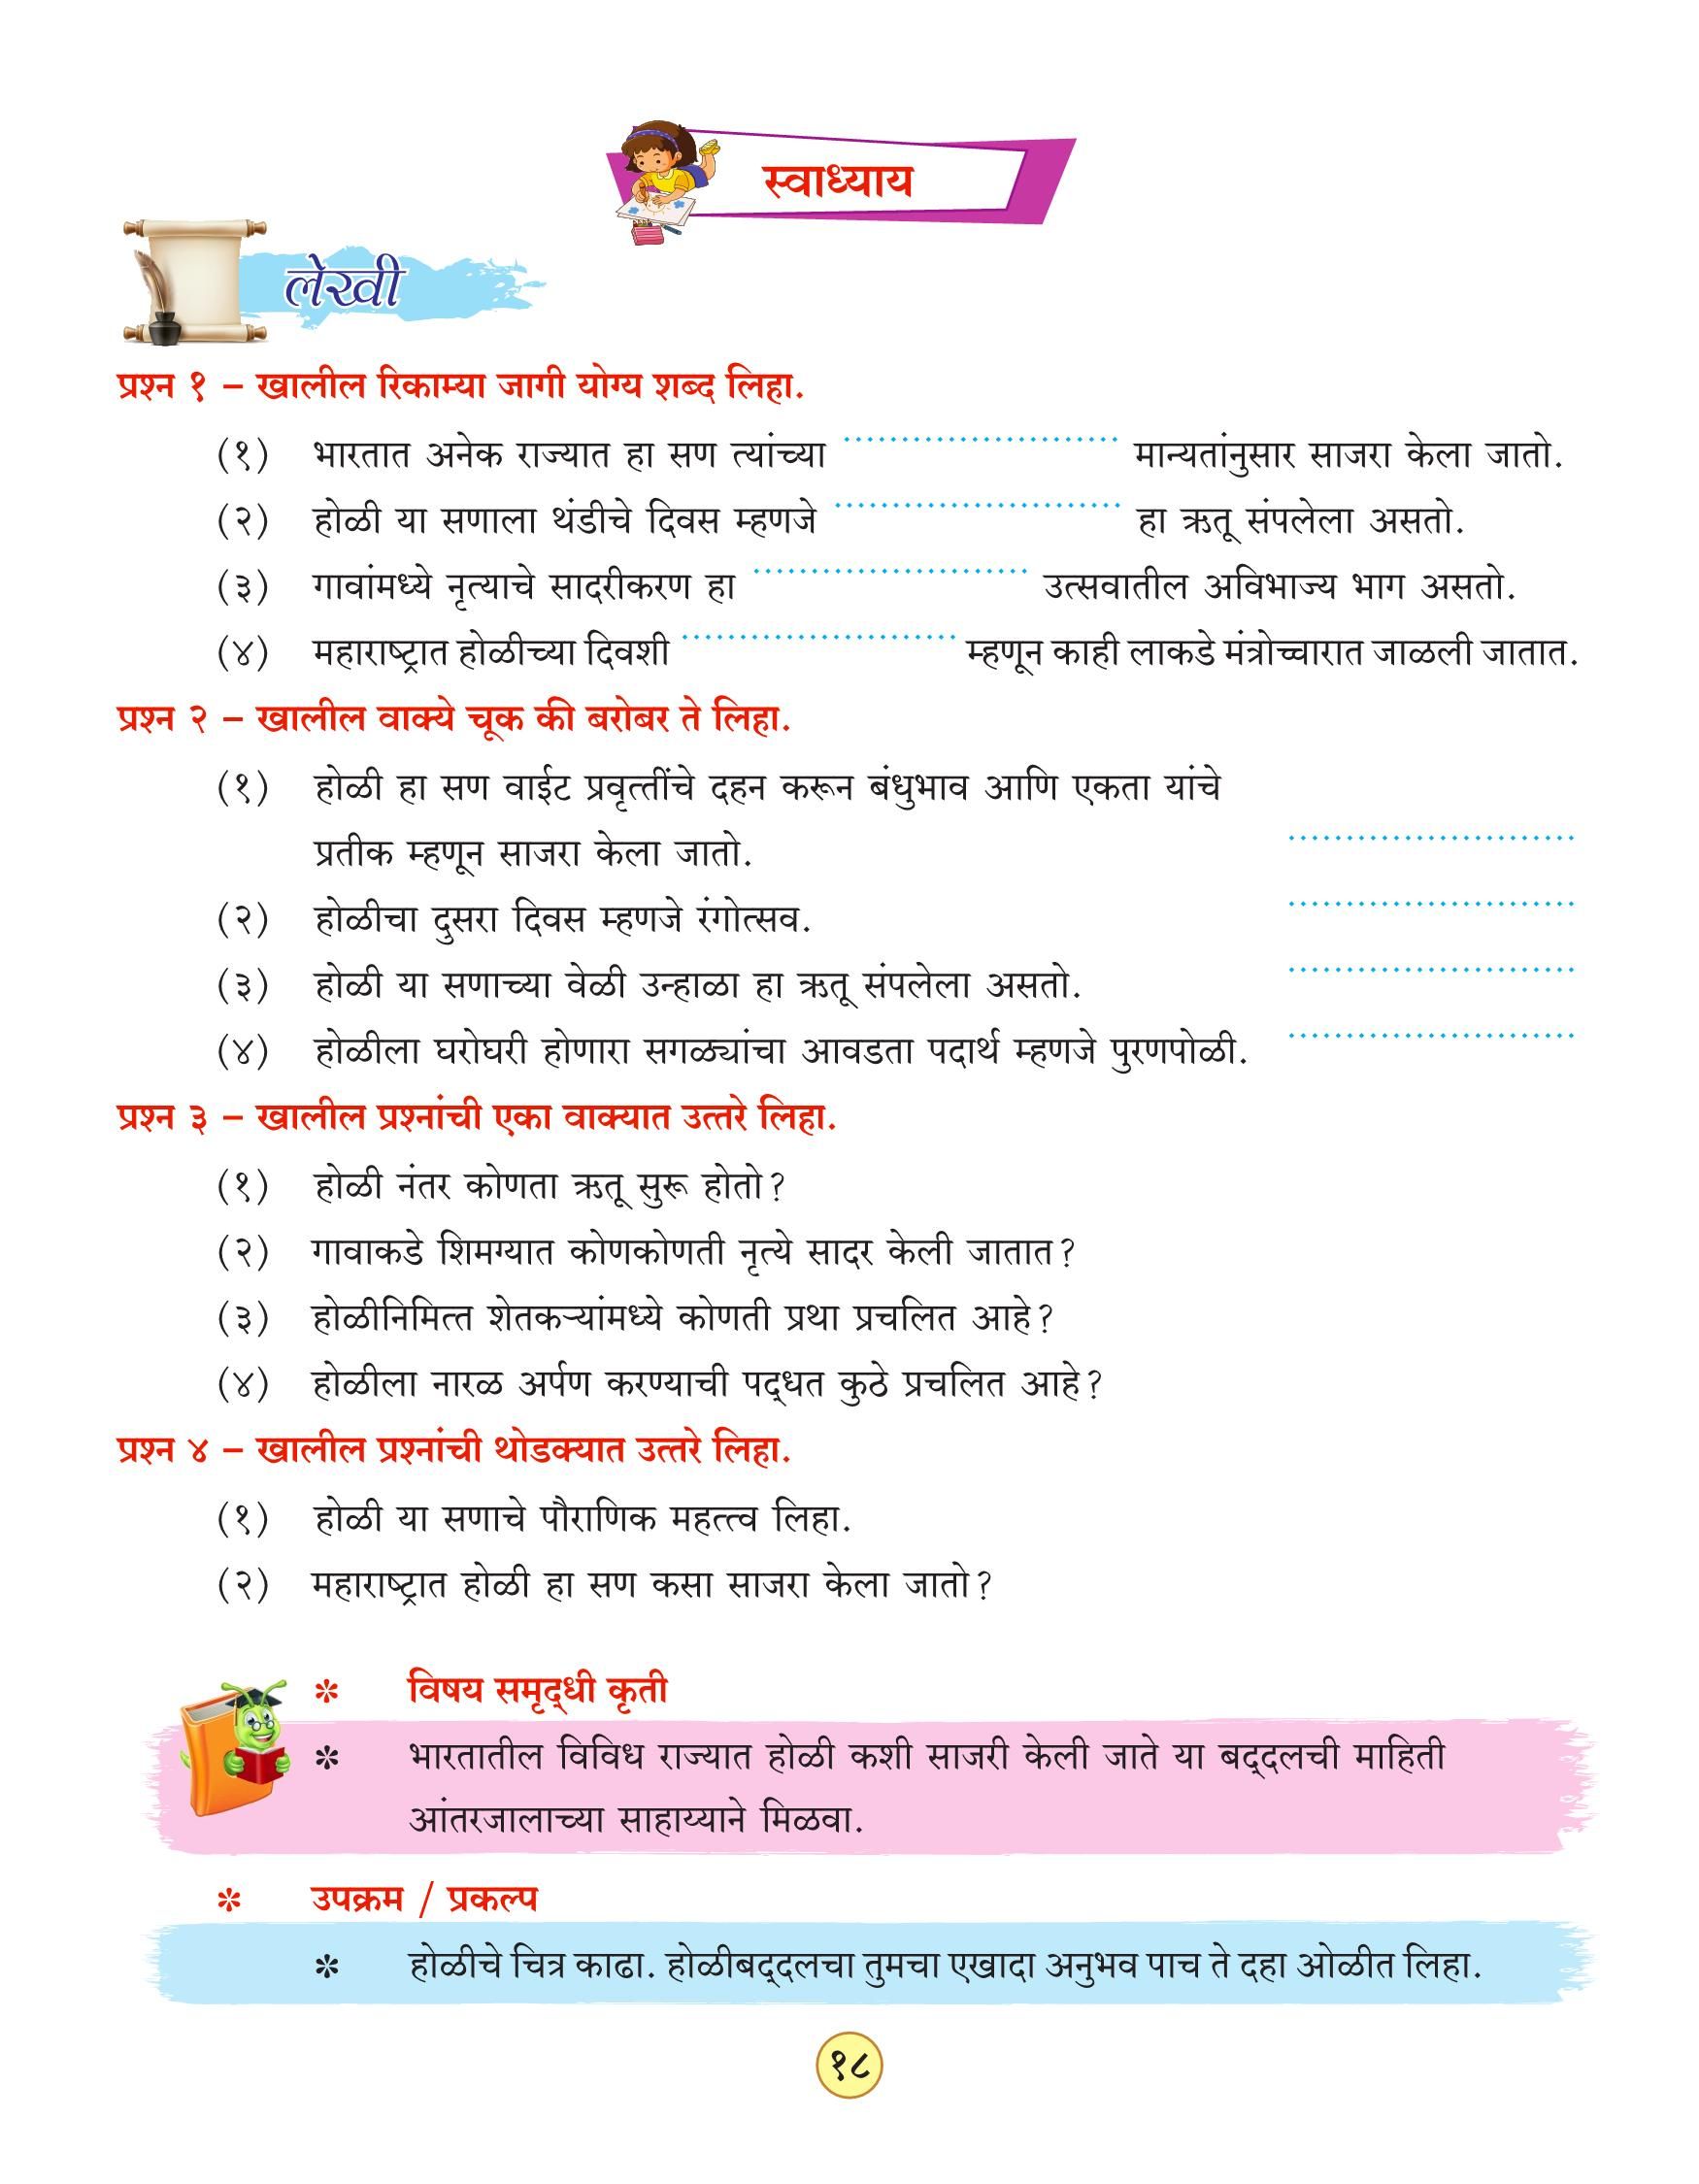 स्वाध्याय
लेखी
प्रश्न १ – खालील रिकाम्या जागी योग्य शब्द लिहा.
(१) भारतात अनेक राज्यात हा सण त्यांच्या ........................ मान्यतांनुसार साजरा केला जातो.
(२) होळी या सणाला थंडीचे दिवस म्हणजे ........................ हा ऋतू संपलेला असतो.
(३) गावांमध्ये नृत्याचे सादरीकरण हा ........................ उत्सवातील अविभाज्य भाग असतो.
(४) महाराष्ट्रात होळीच्या दिवशी ........................ म्हणून काही लाकडे मंत्रोच्चारात जाळली जातात.
प्रश्न २ – खालील वाक्ये चूक की बरोबर ते लिहा.
(१) होळी हा सण वाईट प्रवृत्तींचे दहन करून बंधुभाव आणि एकता यांचे
प्रतीक म्हणून साजरा केला जातो. ........................
(२) होळीचा दुसरा दिवस म्हणजे रंगोत्सव. ........................
(३) होळी या सणाच्या वेळी उन्हाळा हा ऋतू संपलेला असतो. ........................
(४) होळीला घरोघरी होणारा सगळ्यांचा आवडता पदार्थ म्हणजे पुरणपोळी. ........................
प्रश्न ३ – खालील प्रश्नांची एका वाक्यात उत्तरे लिहा.
(१) होळी नंतर कोणता ऋतू सुरू होतो?
(२) गावाकडे शिमग्यात कोणकोणती नृत्ये सादर केली जातात?
(३) होळीनिमित्त शेतकऱ्यांमध्ये कोणती प्रथा प्रचलित आहे?
(४) होळीला नारळ अर्पण करण्याची पद्धत कुठे प्रचलित आहे?
प्रश्न ४ – खालील प्रश्नांची थोडक्यात उत्तरे लिहा.
(१) होळी या सणाचे पौराणिक महत्त्व लिहा.
(२) महाराष्ट्रात होळी हा सण कसा साजरा केला जातो?
* विषय समृद्धी कृती
* भारतातील विविध राज्यात होळी कशी साजरी केली जाते या बद्दलची माहिती
आंतरजालाच्या साहाय्याने मिळवा.
* उपक्रम / प्रकल्प
* होळीचे चित्र काढा. होळीबद्दलचा तुमचा एखादा अनुभव पाच ते दहा ओळीत लिहा.
१८